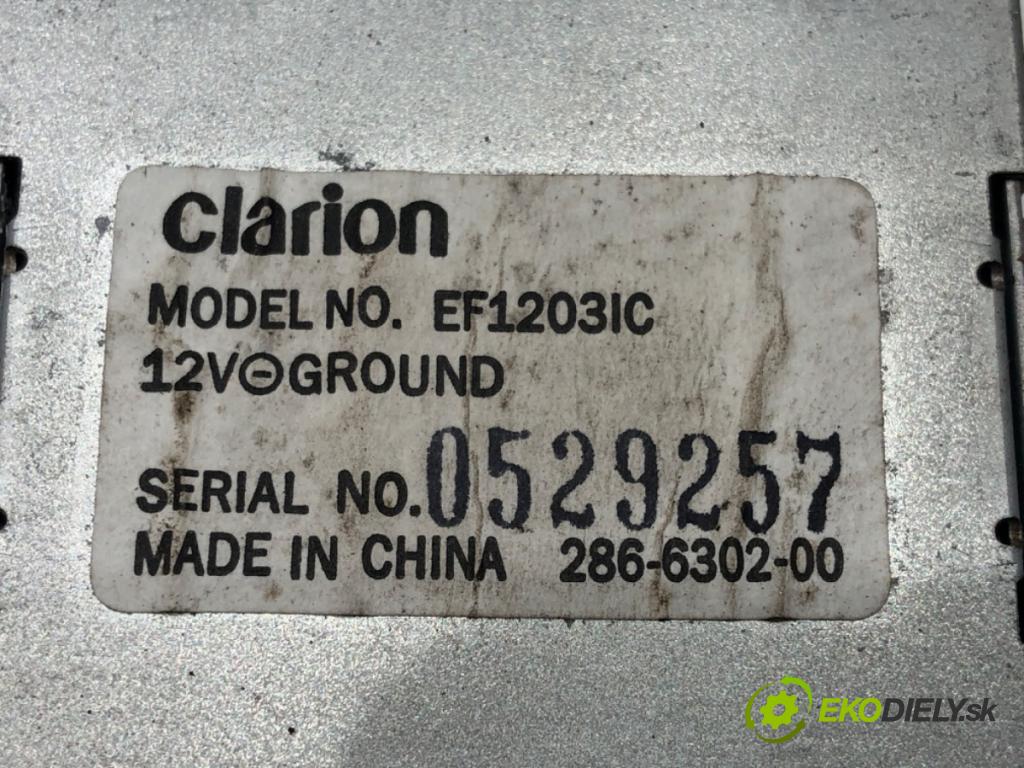 Clarion
MODEL NO. EF1203IC
12V⊖GROUND
SERIAL NO. 0529257
MADE IN CHINA 286-6302-00
EKODIELY.sk